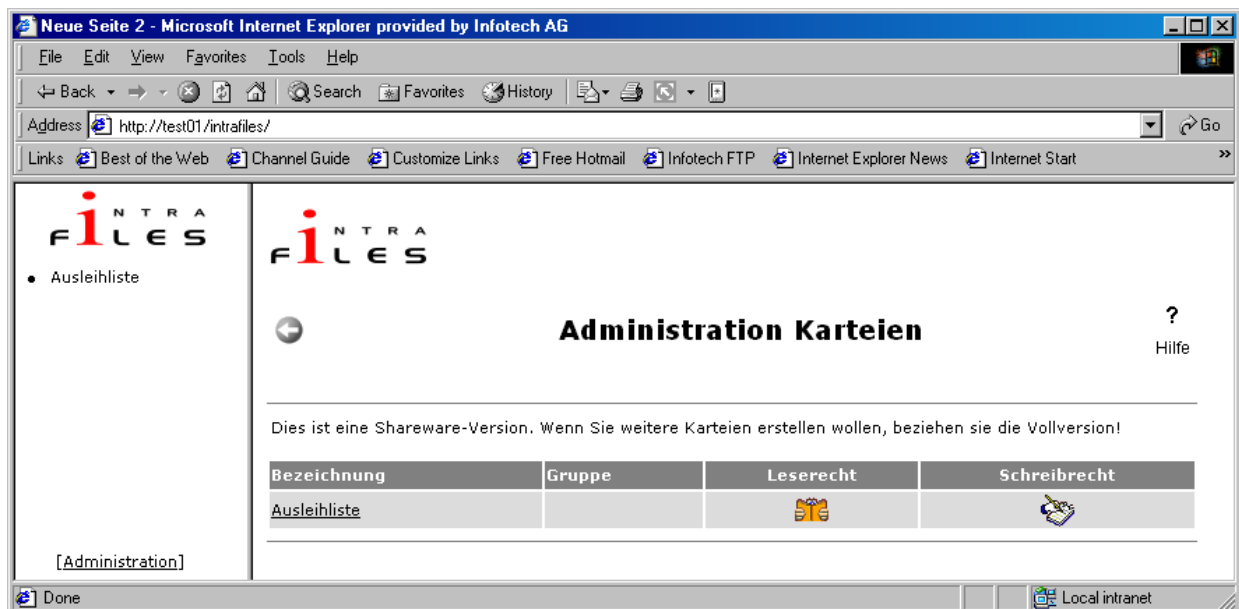 Neue Seite 2 - Microsoft Internet Explorer provided by Infotech AG
File Edit View Favorites Tools Help
Back Search Favorites History
Address http://test01/intrafiles/ Go
Links Best of the Web Channel Guide Customize Links Free Hotmail Infotech FTP Internet Explorer News Internet Start »
iNTRA
FiLES
Ausleihliste
[Administration]
iNTRA
FiLES
Administration Karteien
?
Hilfe
Dies ist eine Shareware-Version. Wenn Sie weitere Karteien erstellen wollen, beziehen sie die Vollversion!
Bezeichnung Gruppe Leserecht Schreibrecht
Ausleihliste
Done Local intranet